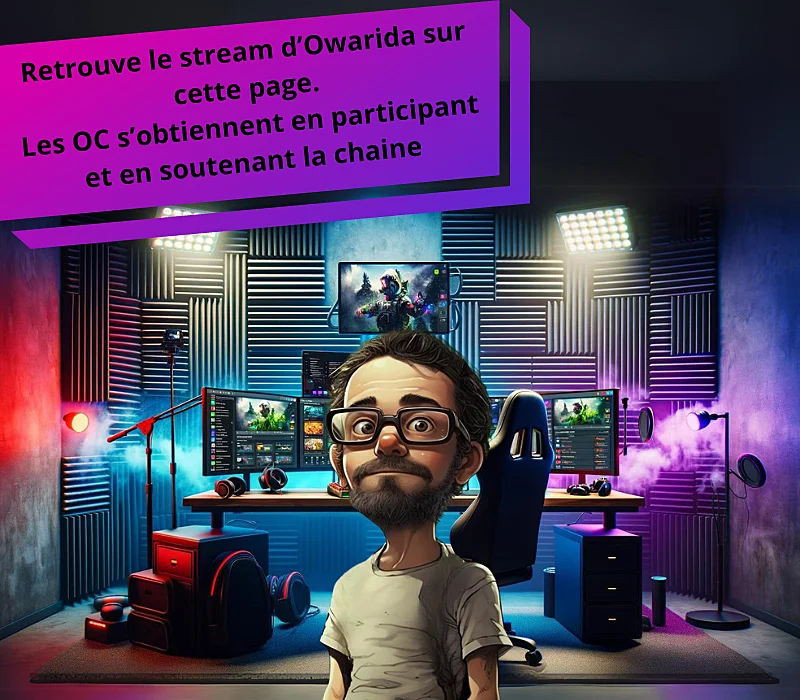 Retrouve le stream d’Owarida sur
cette page.
Les OC s’obtiennent en participant
et en soutenant la chaine